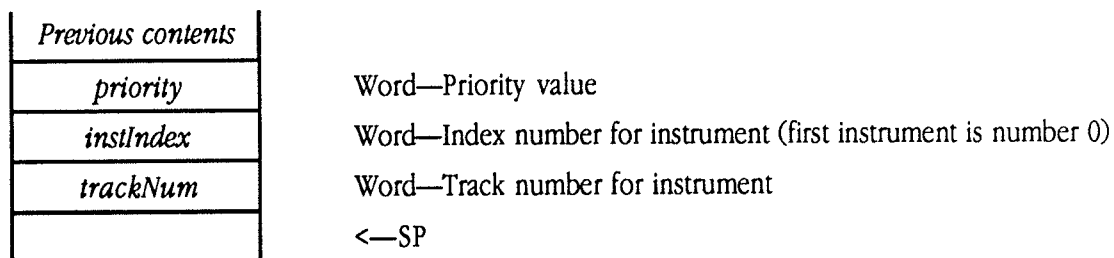 Previous contents
priority Word—Priority value
instIndex Word—Index number for instrument (first instrument is number 0)
trackNum Word—Track number for instrument
<—SP